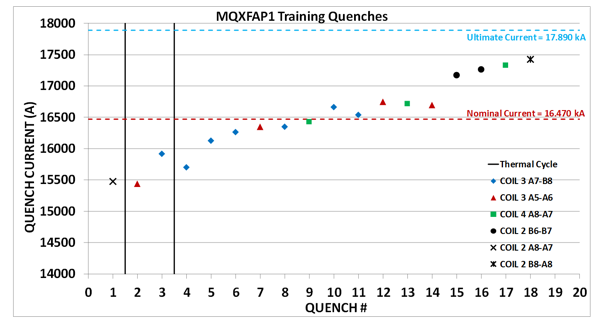 MQXFAP1 Training Quenches
18000
17500
17000
16500
16000
15500
15000
14500
14000
QUENCH CURRENT (A)
Ultimate Current = 17.890 kA
Nominal Current = 16.470 kA
Thermal Cycle
COIL 3 A7-B8
COIL 3 A5-A6
COIL 4 A8-A7
COIL 2 B6-B7
COIL 2 A8-A7
COIL 2 B8-A8
0 1 2 3 4 5 6 7 8 9 10 11 12 13 14 15 16 17 18 19 20
QUENCH #